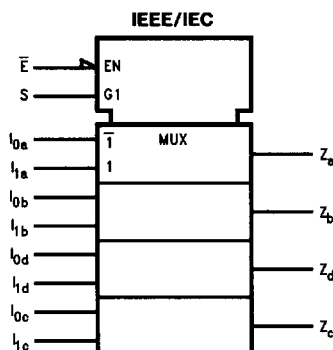 IEEE/IEC
E̅ EN
S G1
I0a 1̅ MUX
I1a 1 Za
I0b
I1b Zb
I0d
I1d Zd
I0c
I1c Zc